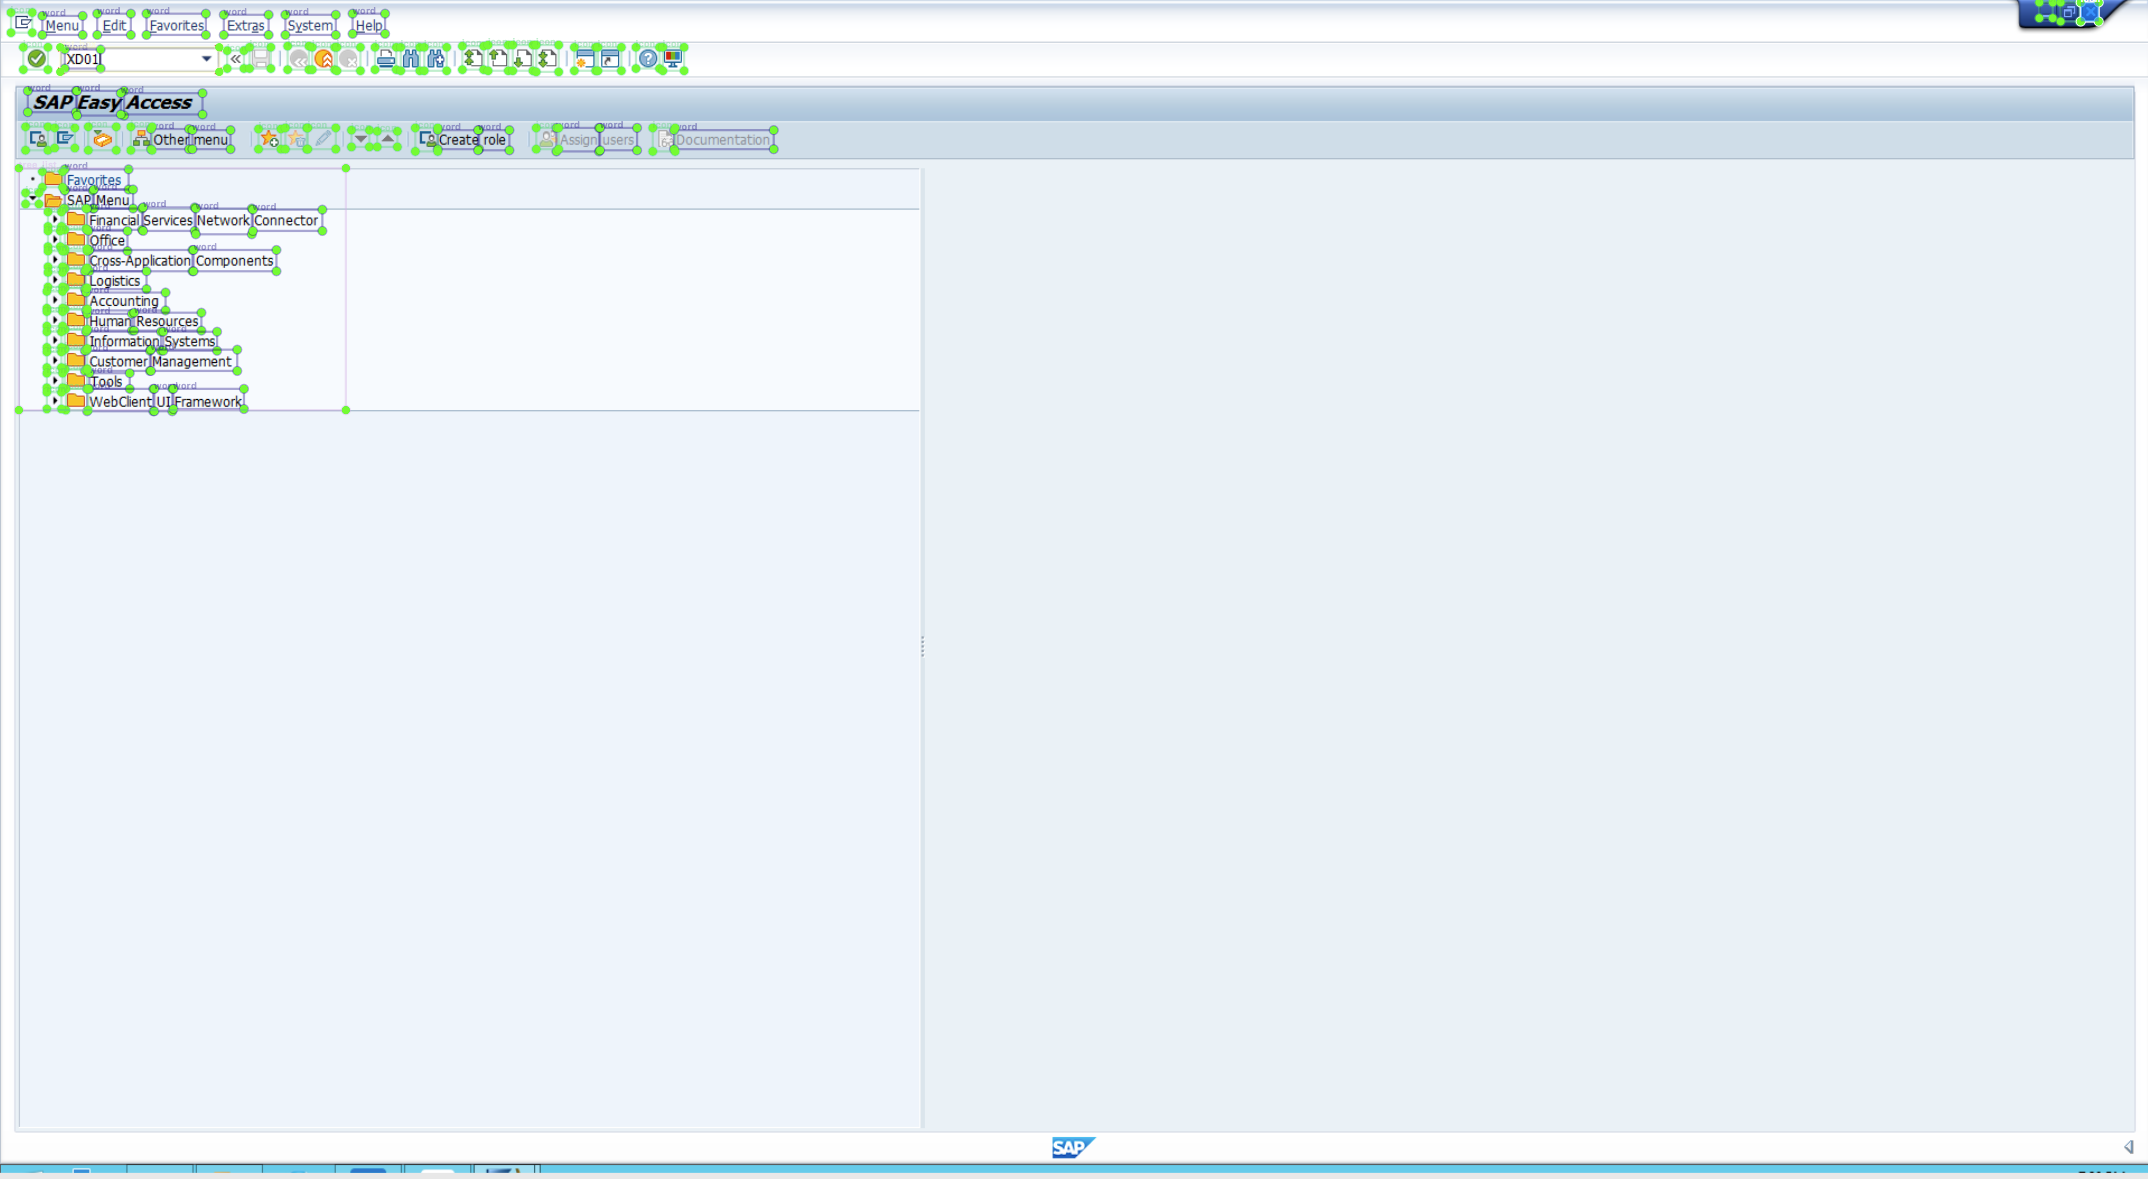 Menu Edit Favorites Extras System Help
XD01
SAP Easy Access
Other menu Create role Assign users Documentation
Favorites
SAP Menu
Financial Services Network Connector
Office
Cross-Application Components
Logistics
Accounting
Human Resources
Information Systems
Customer Management
Tools
WebClient UI Framework
SAP